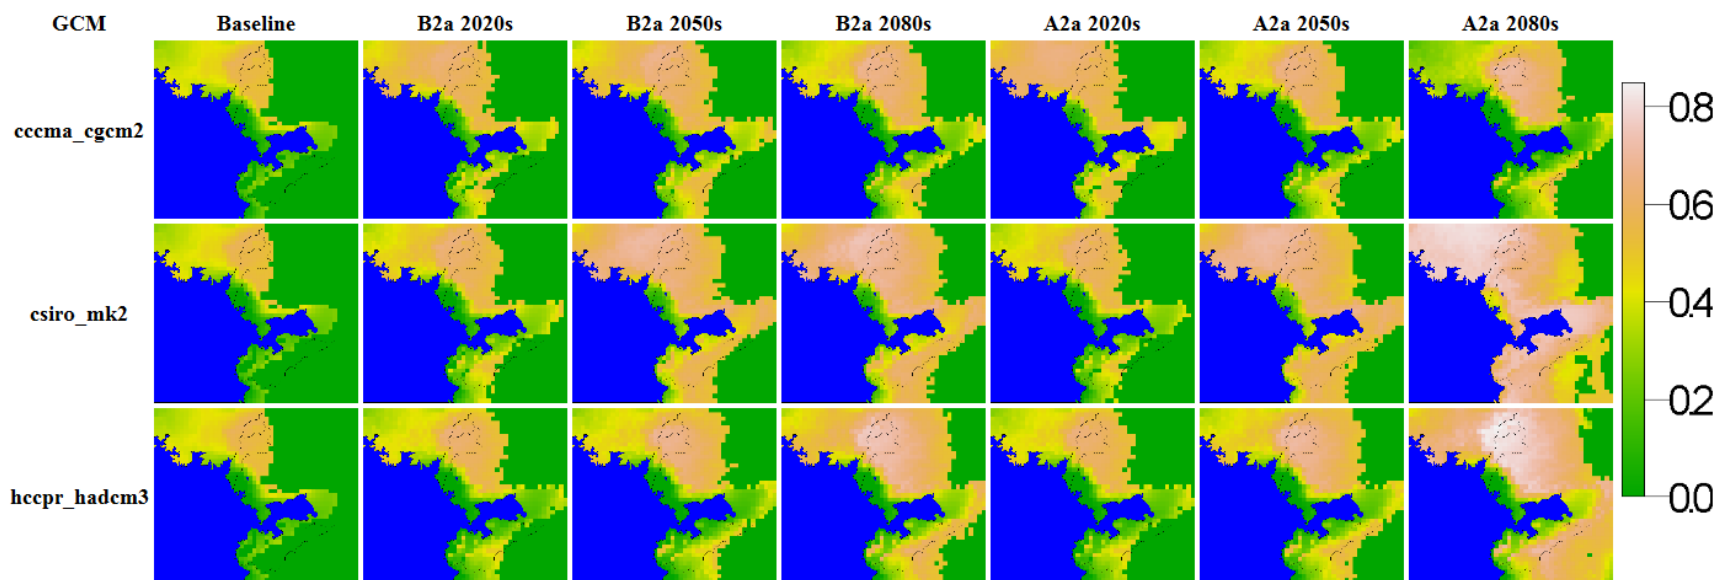 GCM Baseline B2a 2020s B2a 2050s B2a 2080s A2a 2020s A2a 2050s A2a 2080s
cccma_cgcm2
csiro_mk2
hccpr_hadcm3
0.8
0.6
0.4
0.2
0.0